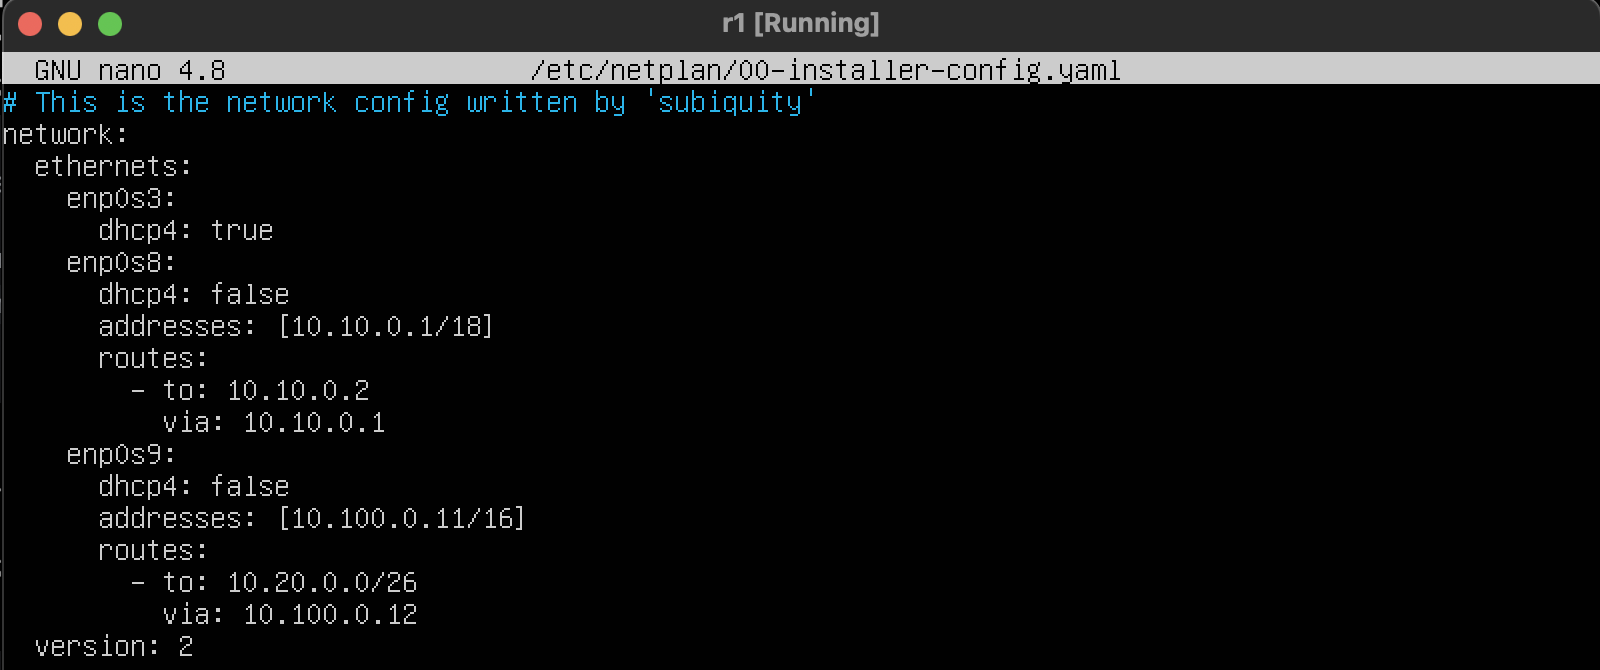 r1 [Running]
GNU nano 4.8 /etc/netplan/00-installer-config.yaml
# This is the network config written by 'subiquity'
network:
  ethernets:
    enp0s3:
      dhcp4: true
    enp0s8:
      dhcp4: false
      addresses: [10.10.0.1/18]
      routes:
        - to: 10.10.0.2
          via: 10.10.0.1
    enp0s9:
      dhcp4: false
      addresses: [10.100.0.11/16]
      routes:
        - to: 10.20.0.0/26
          via: 10.100.0.12
  version: 2